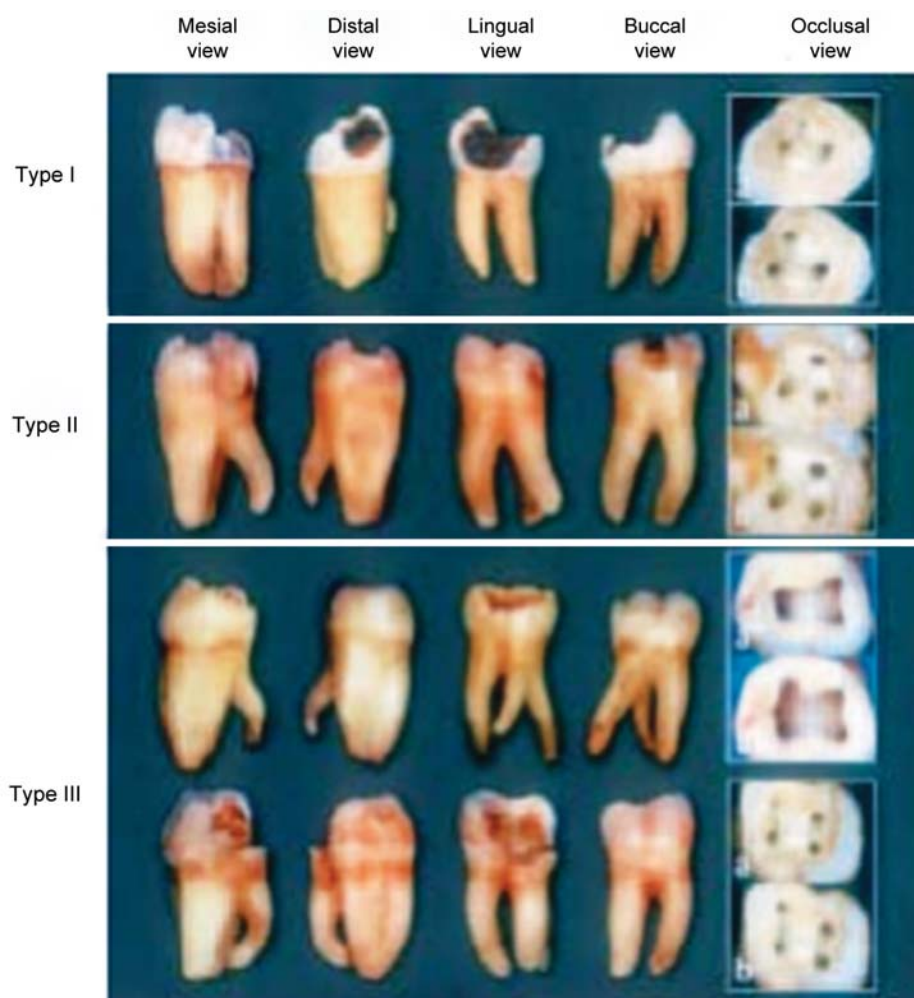 Mesial
view
Distal
view
Lingual
view
Buccal
view
Occlusal
view
Type I
Type II
a
Type III
a
b